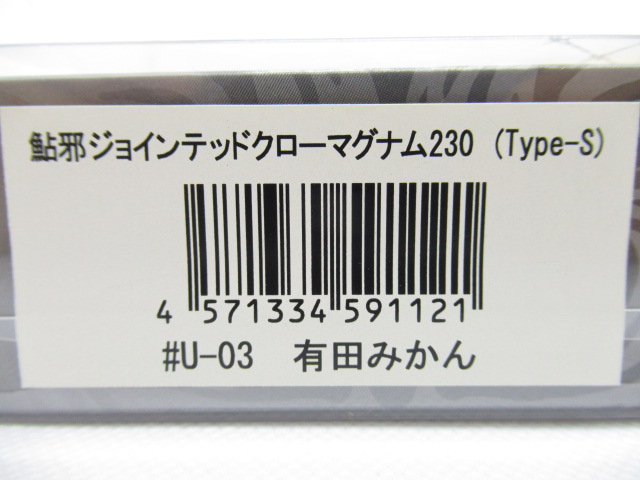 鮎邪ジョインテッドクローマグナム230 (Type-S)
4 571334 591121
#U-03 有田みかん